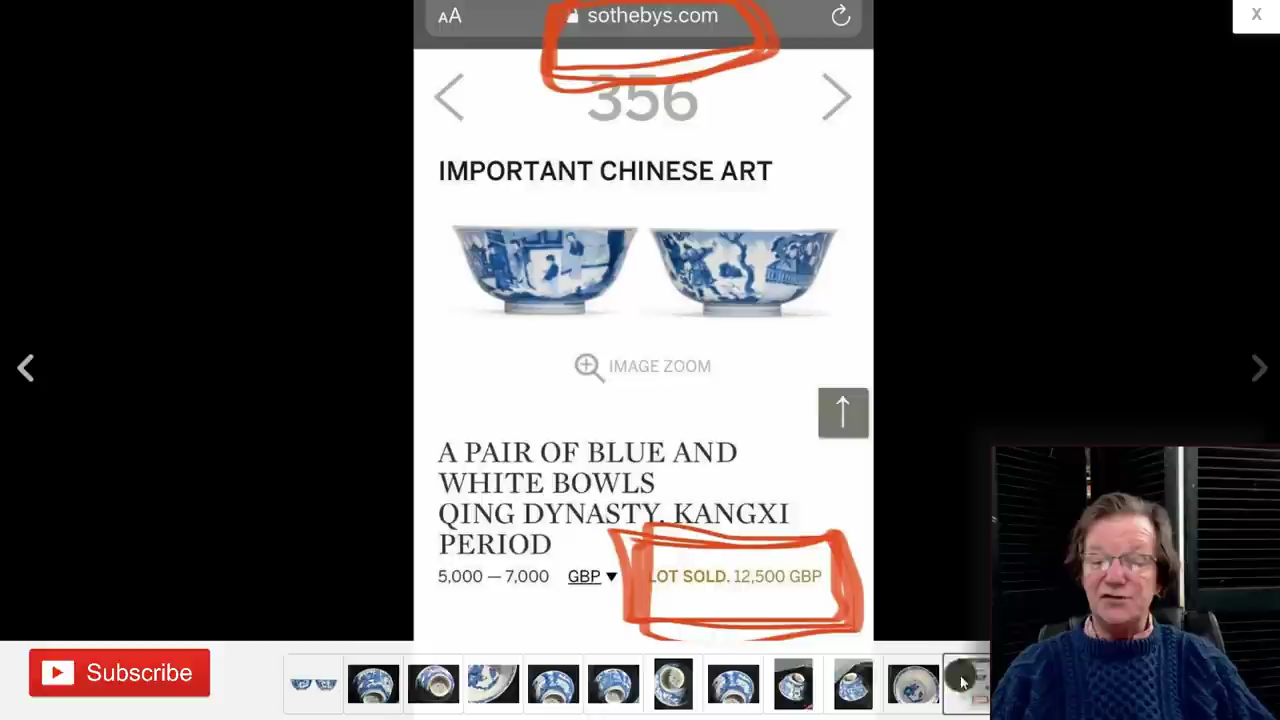 AA
sothebys.com
X
356
IMPORTANT CHINESE ART
IMAGE ZOOM
A PAIR OF BLUE AND
WHITE BOWLS
QING DYNASTY, KANGXI
PERIOD
5,000 — 7,000 GBP LOT SOLD. 12,500 GBP
Subscribe